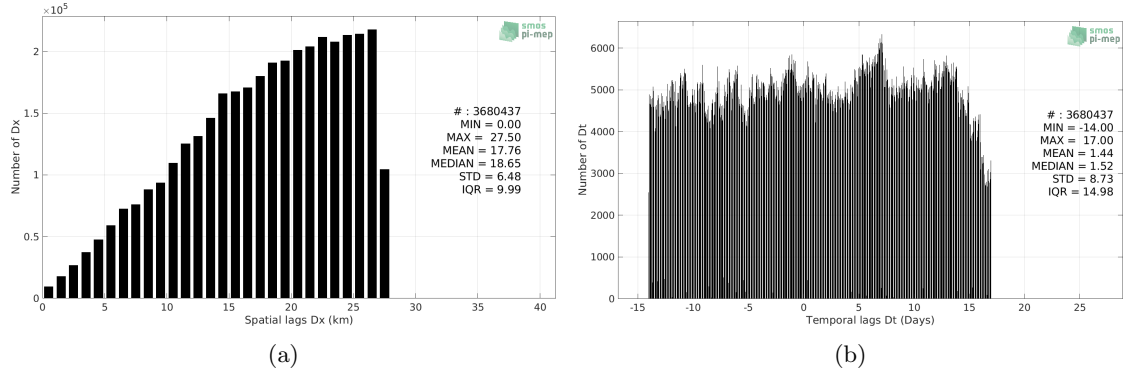 ×10⁵
smos
pi-mep
Number of Dx
2
1.5
1
0.5
0
# : 3680437
MIN = 0.00
MAX = 27.50
MEAN = 17.76
MEDIAN = 18.65
STD = 6.48
IQR = 9.99
0 5 10 15 20 25 30 35 40
Spatial lags Dx (km)
(a)
smos
pi-mep
Number of Dt
6000
5000
4000
3000
2000
1000
0
# : 3680437
MIN = -14.00
MAX = 17.00
MEAN = 1.44
MEDIAN = 1.52
STD = 8.73
IQR = 14.98
-15 -10 -5 0 5 10 15 20 25
Temporal lags Dt (Days)
(b)